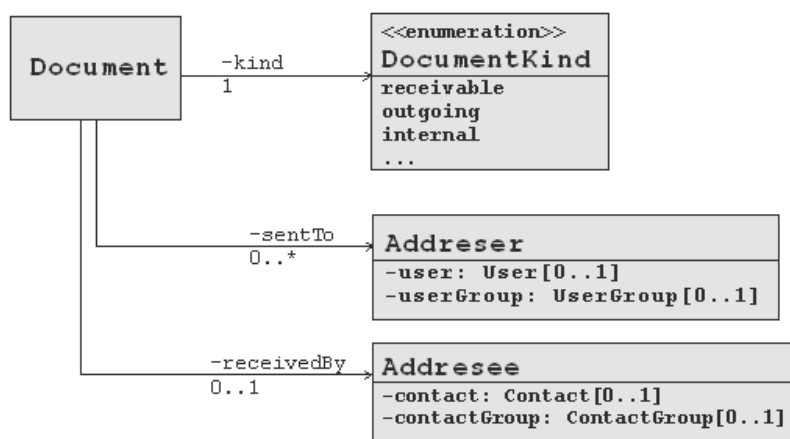 Document
-kind
1
<<enumeration>>
DocumentKind
receivable
outgoing
internal
...
-sentTo
0..*
Addreser
-user: User[0..1]
-userGroup: UserGroup[0..1]
-receivedBy
0..1
Addresee
-contact: Contact[0..1]
-contactGroup: ContactGroup[0..1]